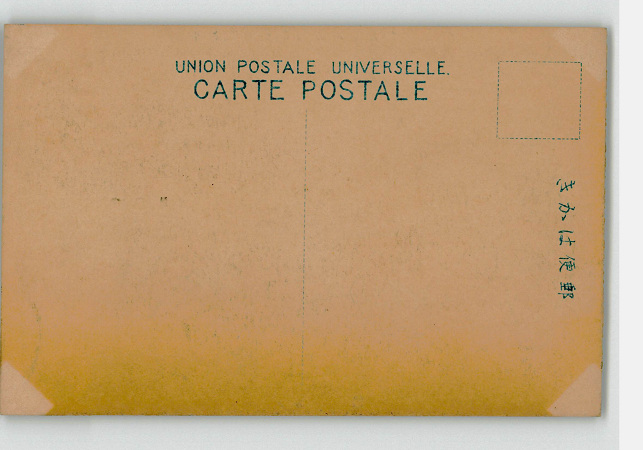 UNION POSTALE UNIVERSELLE.
CARTE POSTALE
きかは便郵